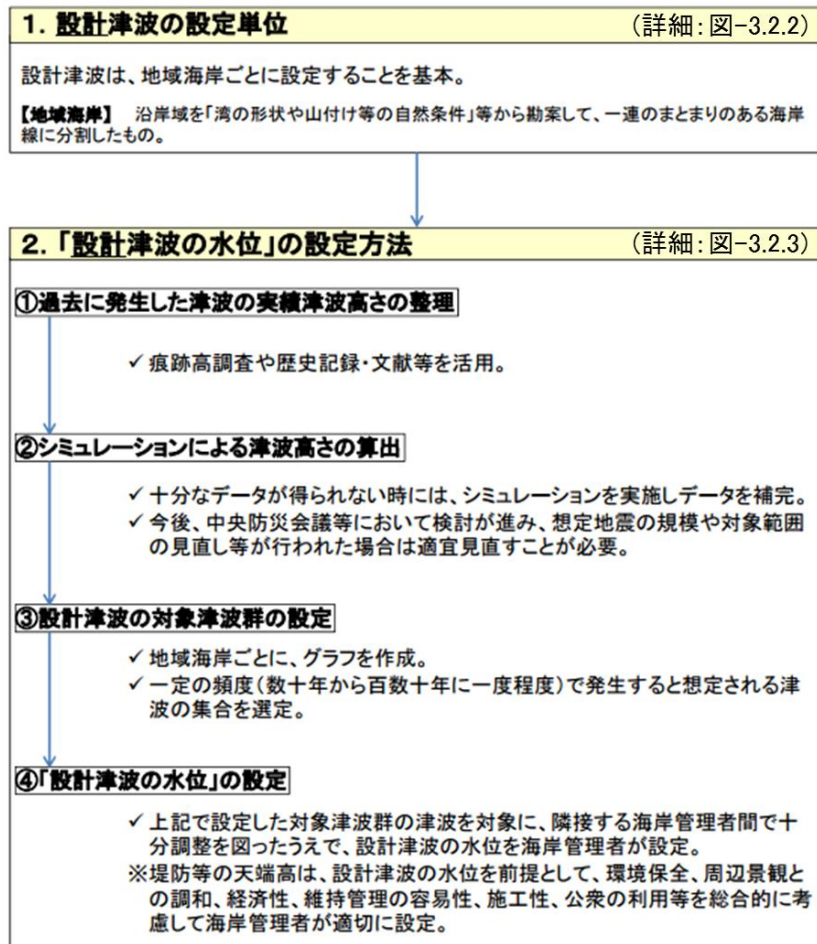 1. 設計津波の設定単位 (詳細:図-3.2.2)
設計津波は、地域海岸ごとに設定することを基本。
【地域海岸】 沿岸域を「湾の形状や山付け等の自然条件」等から勘案して、一連のまとまりのある海岸
線に分割したもの。
2. 「設計津波の水位」の設定方法 (詳細:図-3.2.3)
①過去に発生した津波の実績津波高さの整理
✓ 痕跡高調査や歴史記録・文献等を活用。
②シミュレーションによる津波高さの算出
✓ 十分なデータが得られない時には、シミュレーションを実施しデータを補完。
✓ 今後、中央防災会議等において検討が進み、想定地震の規模や対象範囲
の見直し等が行われた場合は適宜見直すことが必要。
③設計津波の対象津波群の設定
✓ 地域海岸ごとに、グラフを作成。
✓ 一定の頻度(数十年から百数十年に一度程度)で発生すると想定される津
波の集合を選定。
④「設計津波の水位」の設定
✓ 上記で設定した対象津波群の津波を対象に、隣接する海岸管理者間で十
分調整を図ったうえで、設計津波の水位を海岸管理者が設定。
※堤防等の天端高は、設計津波の水位を前提として、環境保全、周辺景観と
の調和、経済性、維持管理の容易性、施工性、公衆の利用等を総合的に考
慮して海岸管理者が適切に設定。